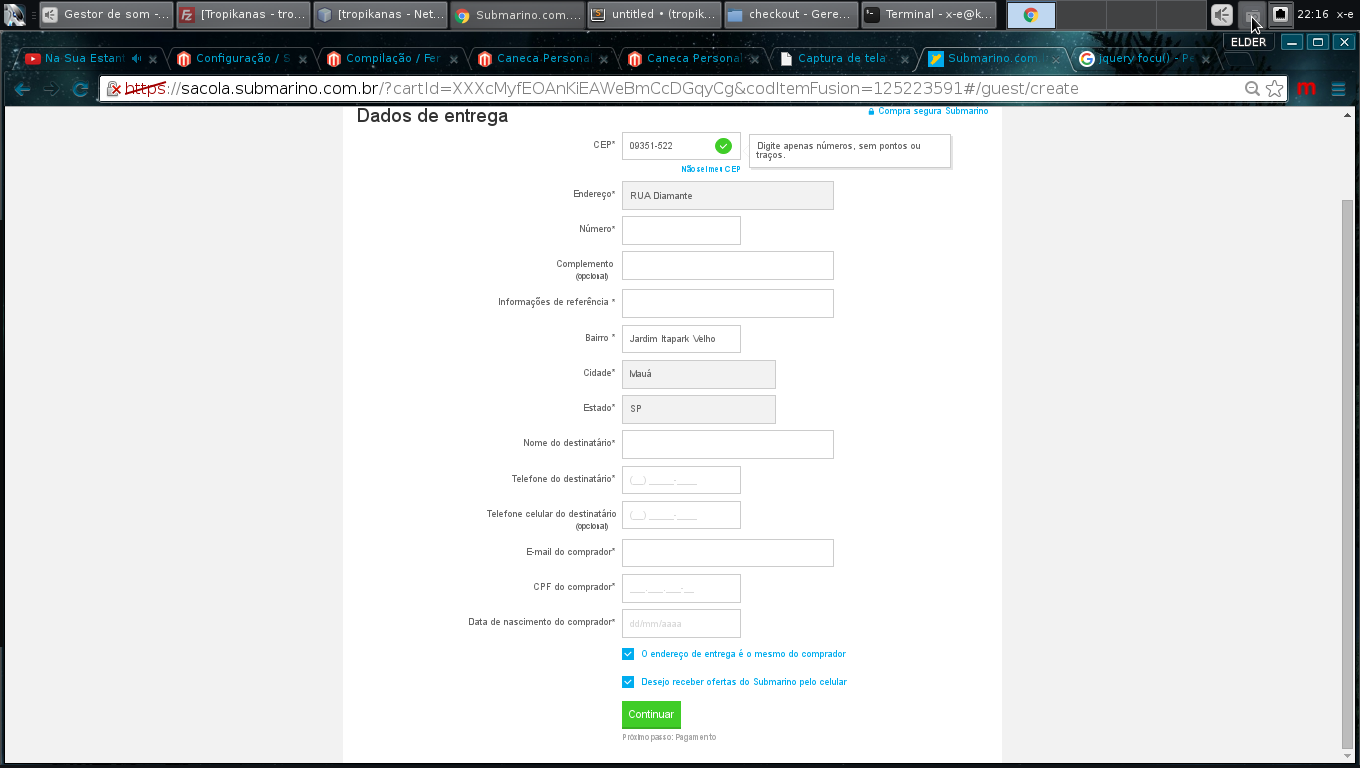 Gestor de som -...
[Tropikanas - tro...
[tropikanas - Net...
Submarino.com....
untitled • (tropik...
checkout - Gere...
Terminal - x-e@k...
22:16 x-e
ELDER
Na Sua Estant
Configuração / S
Compilação / Fer
Caneca Personal
Caneca Personal
Captura de tela
Submarino.com.
jquery focu() - Pe
https://sacola.submarino.com.br/?cartId=XXXcMyfEOAnKiEAWeBmCcDGqyCg&codItemFusion=125223591#/guest/create
Dados de entrega
Compra segura Submarino
CEP*
09351-522
Digite apenas números, sem pontos ou
traços.
Não sei meu CEP
Endereço*
RUA Diamante
Número*
Complemento
(opcional)
Informações de referência *
Bairro *
Jardim Itapark Velho
Cidade*
Mauá
Estado*
SP
Nome do destinatário*
Telefone do destinatário*
(__) _____-____
Telefone celular do destinatário
(opcional)
(__) _____-____
E-mail do comprador*
CPF do comprador*
___.___.___-__
Data de nascimento do comprador*
dd/mm/aaaa
O endereço de entrega é o mesmo do comprador
Desejo receber ofertas do Submarino pelo celular
Continuar
Próximo passo: Pagamento